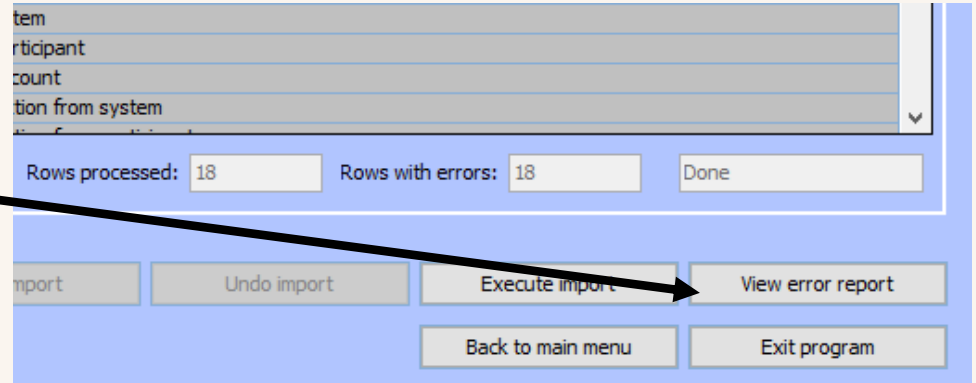 tem
rticipant
count
tion from system
Rows processed: 18 Rows with errors: 18 Done
mport Undo import Execute import View error report
Back to main menu Exit program